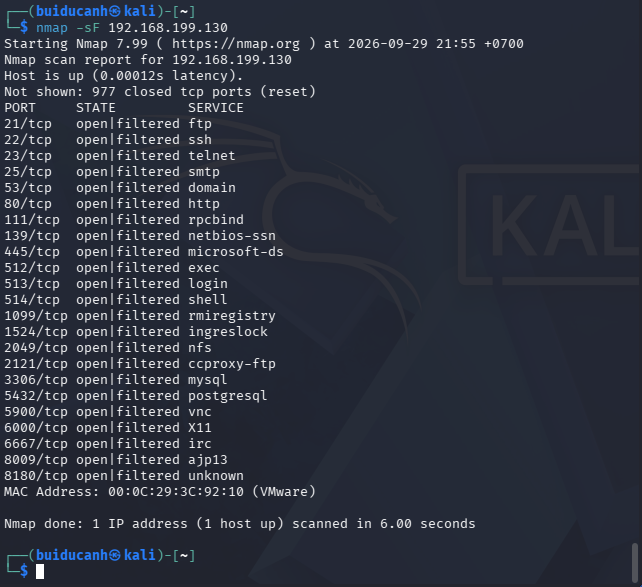 ┌──(buiducanh㉿kali)-[~]
└─$ nmap -sF 192.168.199.130
Starting Nmap 7.99 ( https://nmap.org ) at 2026-09-29 21:55 +0700
Nmap scan report for 192.168.199.130
Host is up (0.00012s latency).
Not shown: 977 closed tcp ports (reset)
PORT     STATE         SERVICE
21/tcp   open|filtered ftp
22/tcp   open|filtered ssh
23/tcp   open|filtered telnet
25/tcp   open|filtered smtp
53/tcp   open|filtered domain
80/tcp   open|filtered http
111/tcp  open|filtered rpcbind
139/tcp  open|filtered netbios-ssn
445/tcp  open|filtered microsoft-ds
512/tcp  open|filtered exec
513/tcp  open|filtered login
514/tcp  open|filtered shell
1099/tcp open|filtered rmiregistry
1524/tcp open|filtered ingreslock
2049/tcp open|filtered nfs
2121/tcp open|filtered ccproxy-ftp
3306/tcp open|filtered mysql
5432/tcp open|filtered postgresql
5900/tcp open|filtered vnc
6000/tcp open|filtered X11
6667/tcp open|filtered irc
8009/tcp open|filtered ajp13
8180/tcp open|filtered unknown
MAC Address: 00:0C:29:3C:92:10 (VMware)
Nmap done: 1 IP address (1 host up) scanned in 6.00 seconds
┌──(buiducanh㉿kali)-[~]
└─$
KAL